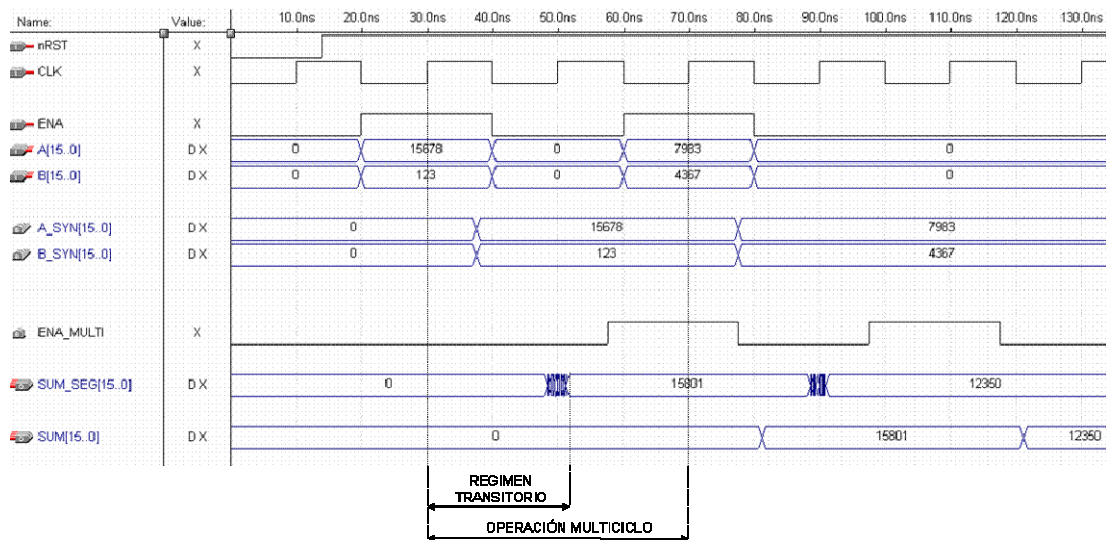 Name: Value: 10.0ns 20.0ns 30.0ns 40.0ns 50.0ns 60.0ns 70.0ns 80.0ns 90.0ns 100.0ns 110.0ns 120.0ns 130.0ns
nRST X
CLK X
ENA X
A[15..0] D X 0 15678 0 7983 0
B[15..0] D X 0 123 0 4367 0
A_SYN[15..0] D X 0 15678 7983
B_SYN[15..0] D X 0 123 4367
ENA_MULTI X
SUM_SEG[15..0] D X 0 15801 12350
SUM[15..0] D X 0 15801 12350
REGIMEN
TRANSITORIO
OPERACIÓN MULTICICLO